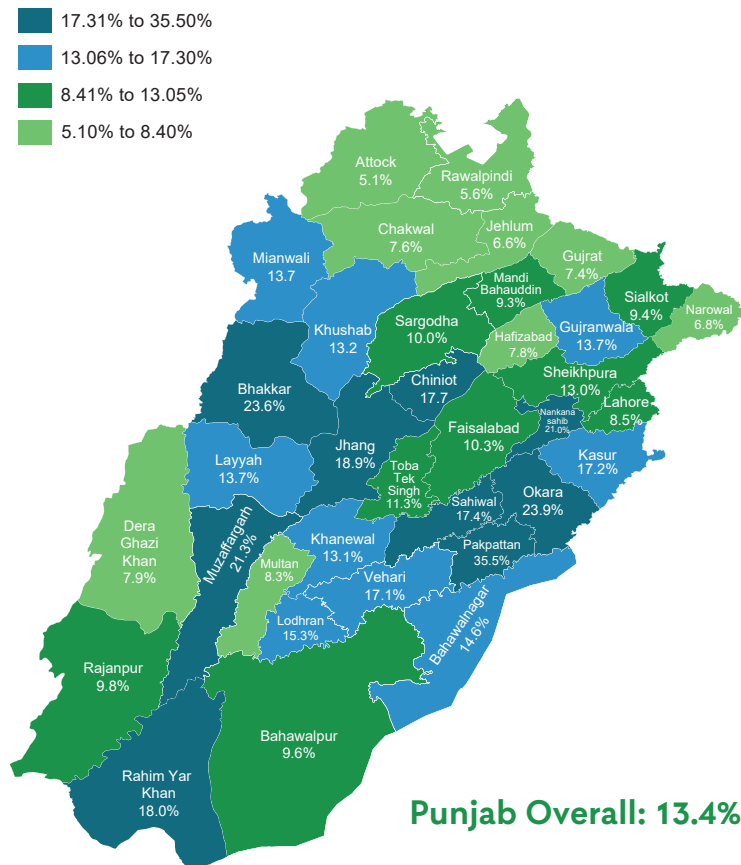 17.31% to 35.50%
13.06% to 17.30%
8.41% to 13.05%
5.10% to 8.40%
Attock
5.1%
Rawalpindi
5.6%
Chakwal
7.6%
Jehlum
6.6%
Gujrat
7.4%
Mianwali
13.7
Mandi
Bahauddin
9.3%
Sialkot
9.4%
Narowal
6.8%
Khushab
13.2
Sargodha
10.0%
Hafizabad
7.8%
Gujranwala
13.7%
Sheikhpura
13.0%
Bhakkar
23.6%
Chiniot
17.7
Lahore
8.5%
Nankana
sahib
21.0%
Faisalabad
10.3%
Jhang
18.9%
Layyah
13.7%
Kasur
17.2%
Toba
Tek
Singh
11.3%
Sahiwal
17.4%
Okara
23.9%
Dera
Ghazi
Khan
7.9%
Muzaffargarh
21.3%
Khanewal
13.1%
Pakpattan
35.5%
Multan
8.3%
Vehari
17.1%
Lodhran
15.3%
Bahawalnagar
14.6%
Rajanpur
9.8%
Bahawalpur
9.6%
Rahim Yar
Khan
18.0%
Punjab Overall: 13.4%